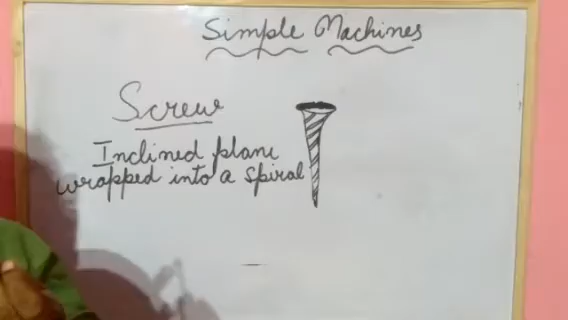 Simple Machines
Screw
Inclined plane
wrapped into a spiral